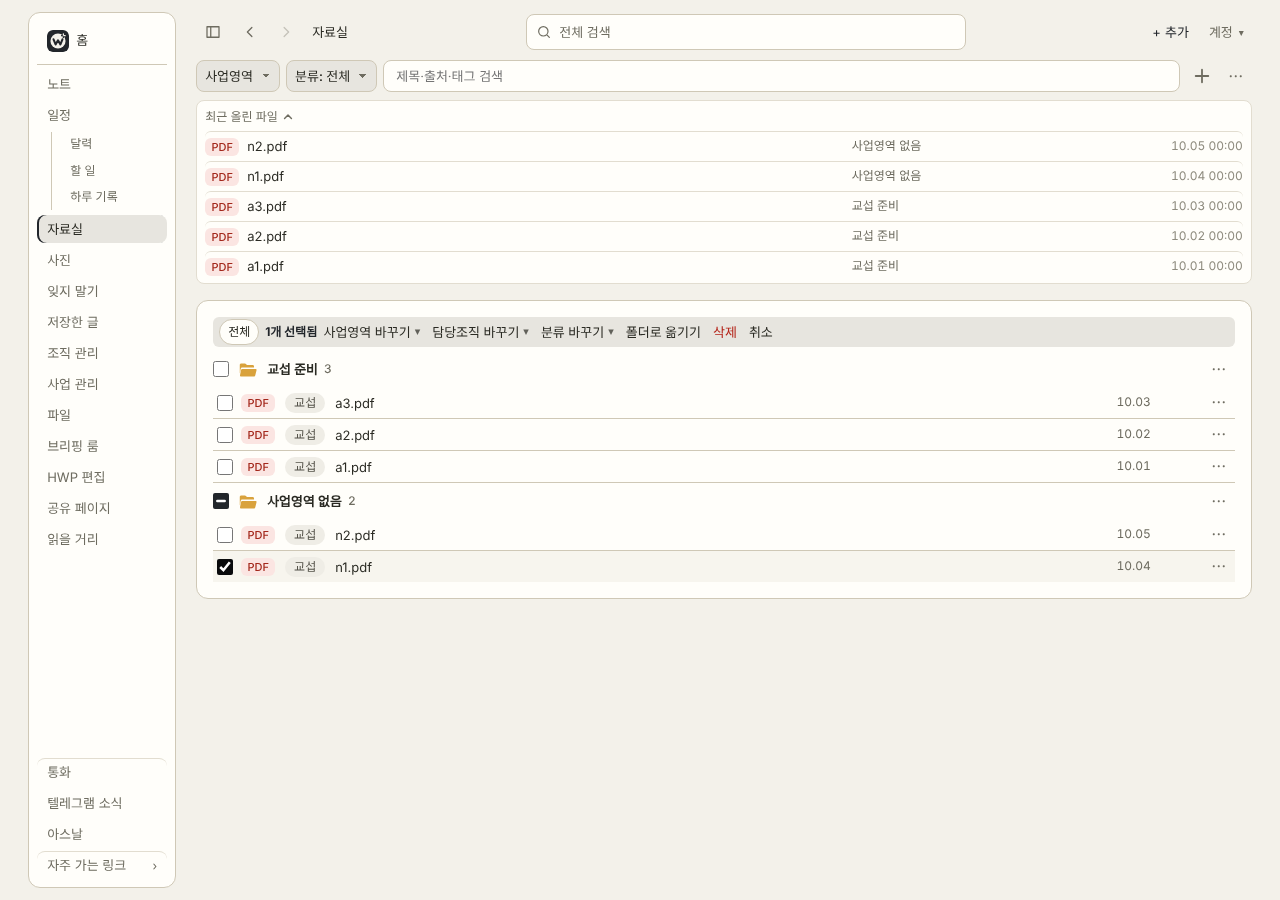 홈
노트
일정
달력
할 일
하루 기록
자료실
사진
잊지 말기
저장한 글
조직 관리
사업 관리
파일
브리핑 룸
HWP 편집
공유 페이지
읽을 거리
통화
텔레그램 소식
아스날
자주 가는 링크 ›
자료실
전체 검색
+ 추가 계정 ▾
사업영역 분류: 전체 제목·출처·태그 검색
최근 올린 파일
PDF n2.pdf 사업영역 없음 10.05 00:00
PDF n1.pdf 사업영역 없음 10.04 00:00
PDF a3.pdf 교섭 준비 10.03 00:00
PDF a2.pdf 교섭 준비 10.02 00:00
PDF a1.pdf 교섭 준비 10.01 00:00
전체 1개 선택됨 사업영역 바꾸기 ▾ 담당조직 바꾸기 ▾ 분류 바꾸기 ▾ 폴더로 옮기기 삭제 취소
교섭 준비 3 ···
PDF 교섭 a3.pdf 10.03 ···
PDF 교섭 a2.pdf 10.02 ···
PDF 교섭 a1.pdf 10.01 ···
사업영역 없음 2 ···
PDF 교섭 n2.pdf 10.05 ···
PDF 교섭 n1.pdf 10.04 ···